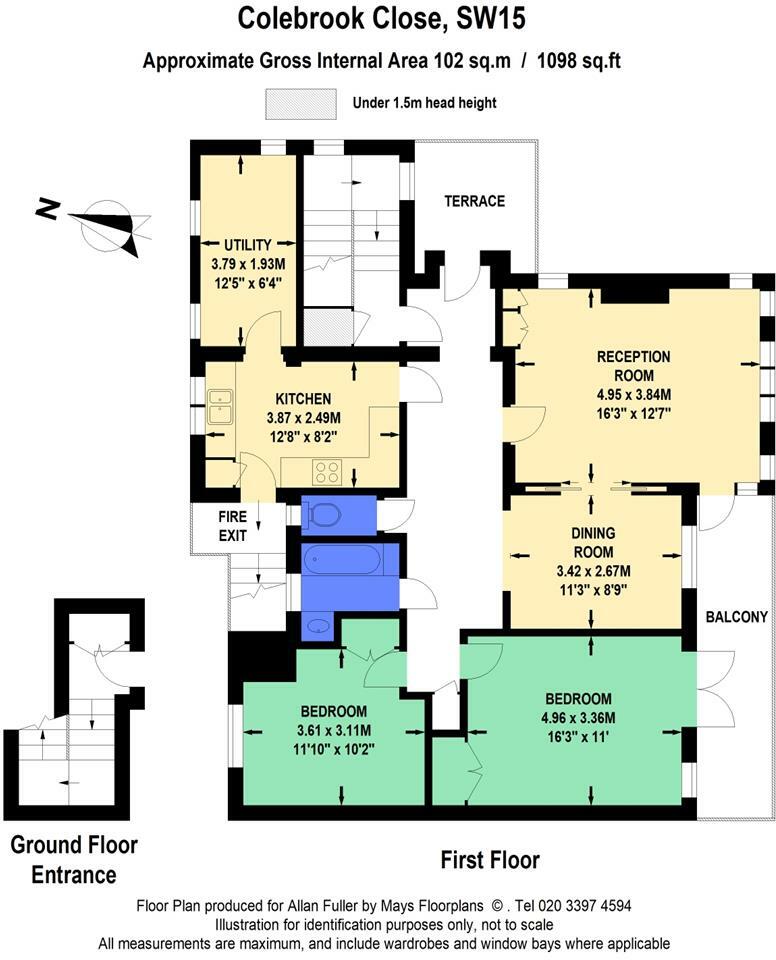 Colebrook Close, SW15
Approximate Gross Internal Area 102 sq.m / 1098 sq.ft
Under 1.5m head height
N
TERRACE
UTILITY
3.79 x 1.93M
12'5" x 6'4"
RECEPTION
ROOM
4.95 x 3.84M
16'3" x 12'7"
KITCHEN
3.87 x 2.49M
12'8" x 8'2"
FIRE
EXIT
DINING
ROOM
3.42 x 2.67M
11'3" x 8'9"
BALCONY
BEDROOM
3.61 x 3.11M
11'10" x 10'2"
BEDROOM
4.96 x 3.36M
16'3" x 11'
Ground Floor
Entrance
First Floor
Floor Plan produced for Allan Fuller by Mays Floorplans © . Tel 020 3397 4594
Illustration for identification purposes only, not to scale
All measurements are maximum, and include wardrobes and window bays where applicable